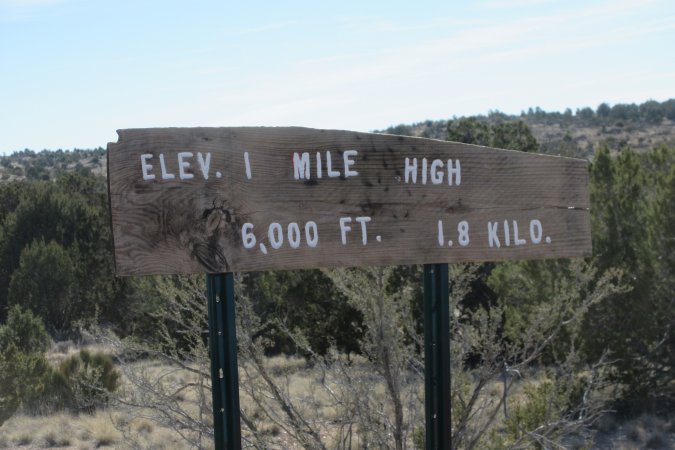 ELEV. 1 MILE HIGH
6,000 FT. 1.8 KILO.